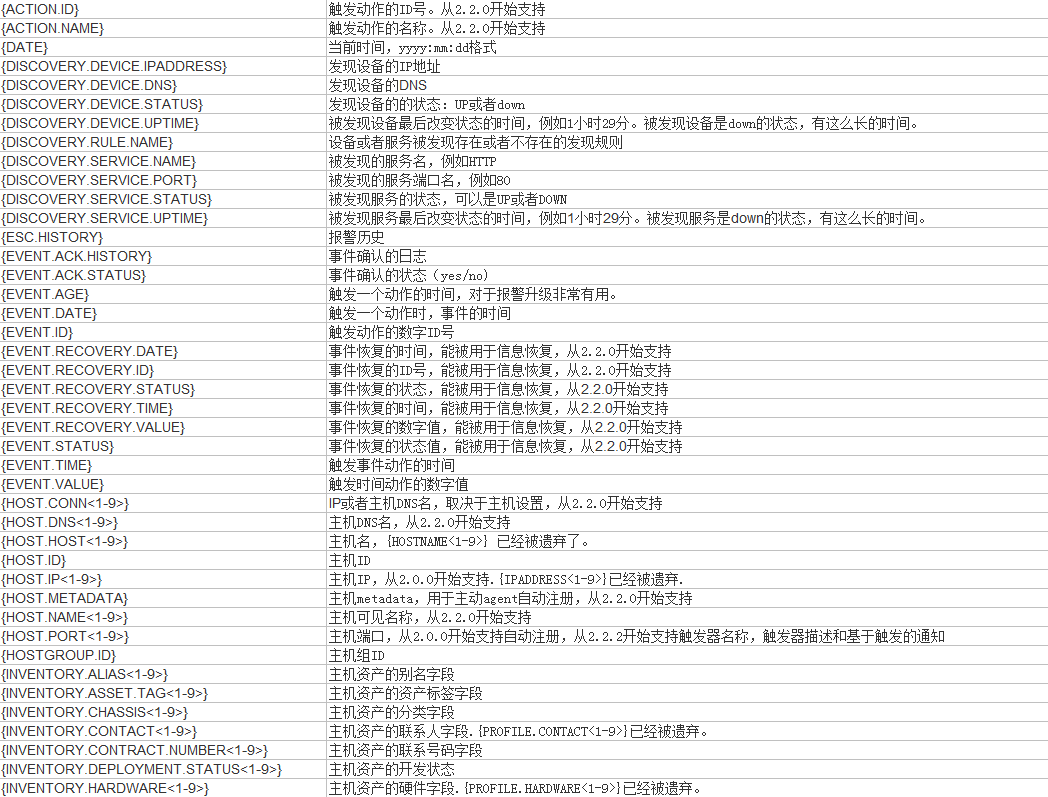 {ACTION.ID} 触发动作的ID号。从2.2.0开始支持
{ACTION.NAME} 触发动作的名称。从2.2.0开始支持
{DATE} 当前时间，yyyy:mm:dd格式
{DISCOVERY.DEVICE.IPADDRESS} 发现设备的IP地址
{DISCOVERY.DEVICE.DNS} 发现设备的DNS
{DISCOVERY.DEVICE.STATUS} 发现设备的的状态：UP或者down
{DISCOVERY.DEVICE.UPTIME} 被发现设备最后改变状态的时间，例如1小时29分。被发现设备是down的状态，有这么长的时间。
{DISCOVERY.RULE.NAME} 设备或者服务被发现存在或者不存在的发现规则
{DISCOVERY.SERVICE.NAME} 被发现的服务名，例如HTTP
{DISCOVERY.SERVICE.PORT} 被发现的服务端口名，例如80
{DISCOVERY.SERVICE.STATUS} 被发现服务的状态，可以是UP或者DOWN
{DISCOVERY.SERVICE.UPTIME} 被发现服务最后改变状态的时间，例如1小时29分。被发现服务是down的状态，有这么长的时间。
{ESC.HISTORY} 报警历史
{EVENT.ACK.HISTORY} 事件确认的日志
{EVENT.ACK.STATUS} 事件确认的状态（yes/no）
{EVENT.AGE} 触发一个动作的时间，对于报警升级非常有用。
{EVENT.DATE} 触发一个动作时，事件的时间
{EVENT.ID} 触发动作的数字ID号
{EVENT.RECOVERY.DATE} 事件恢复的时间，能被用于信息恢复，从2.2.0开始支持
{EVENT.RECOVERY.ID} 事件恢复的ID号，能被用于信息恢复，从2.2.0开始支持
{EVENT.RECOVERY.STATUS} 事件恢复的状态，能被用于信息恢复，从2.2.0开始支持
{EVENT.RECOVERY.TIME} 事件恢复的时间，能被用于信息恢复，从2.2.0开始支持
{EVENT.RECOVERY.VALUE} 事件恢复的数字值，能被用于信息恢复，从2.2.0开始支持
{EVENT.STATUS} 事件恢复的状态值，能被用于信息恢复，从2.2.0开始支持
{EVENT.TIME} 触发事件动作的时间
{EVENT.VALUE} 触发时间动作的数字值
{HOST.CONN<1-9>} IP或者主机DNS名，取决于主机设置，从2.2.0开始支持
{HOST.DNS<1-9>} 主机DNS名，从2.2.0开始支持
{HOST.HOST<1-9>} 主机名，{HOSTNAME<1-9>} 已经被遗弃了。
{HOST.ID} 主机ID
{HOST.IP<1-9>} 主机IP，从2.0.0开始支持.{IPADDRESS<1-9>}已经被遗弃.
{HOST.METADATA} 主机metadata，用于主动agent自动注册，从2.2.0开始支持
{HOST.NAME<1-9>} 主机可见名称，从2.2.0开始支持
{HOST.PORT<1-9>} 主机端口，从2.0.0开始支持自动注册，从2.2.2开始支持触发器名称，触发器描述和基于触发的通知
{HOSTGROUP.ID} 主机组ID
{INVENTORY.ALIAS<1-9>} 主机资产的别名字段
{INVENTORY.ASSET.TAG<1-9>} 主机资产的资产标签字段
{INVENTORY.CHASSIS<1-9>} 主机资产的分类字段
{INVENTORY.CONTACT<1-9>} 主机资产的联系人字段.{PROFILE.CONTACT<1-9>}已经被遗弃。
{INVENTORY.CONTRACT.NUMBER<1-9>} 主机资产的联系号码字段
{INVENTORY.DEPLOYMENT.STATUS<1-9>} 主机资产的开发状态
{INVENTORY.HARDWARE<1-9>} 主机资产的硬件字段.{PROFILE.HARDWARE<1-9>}已经被遗弃。